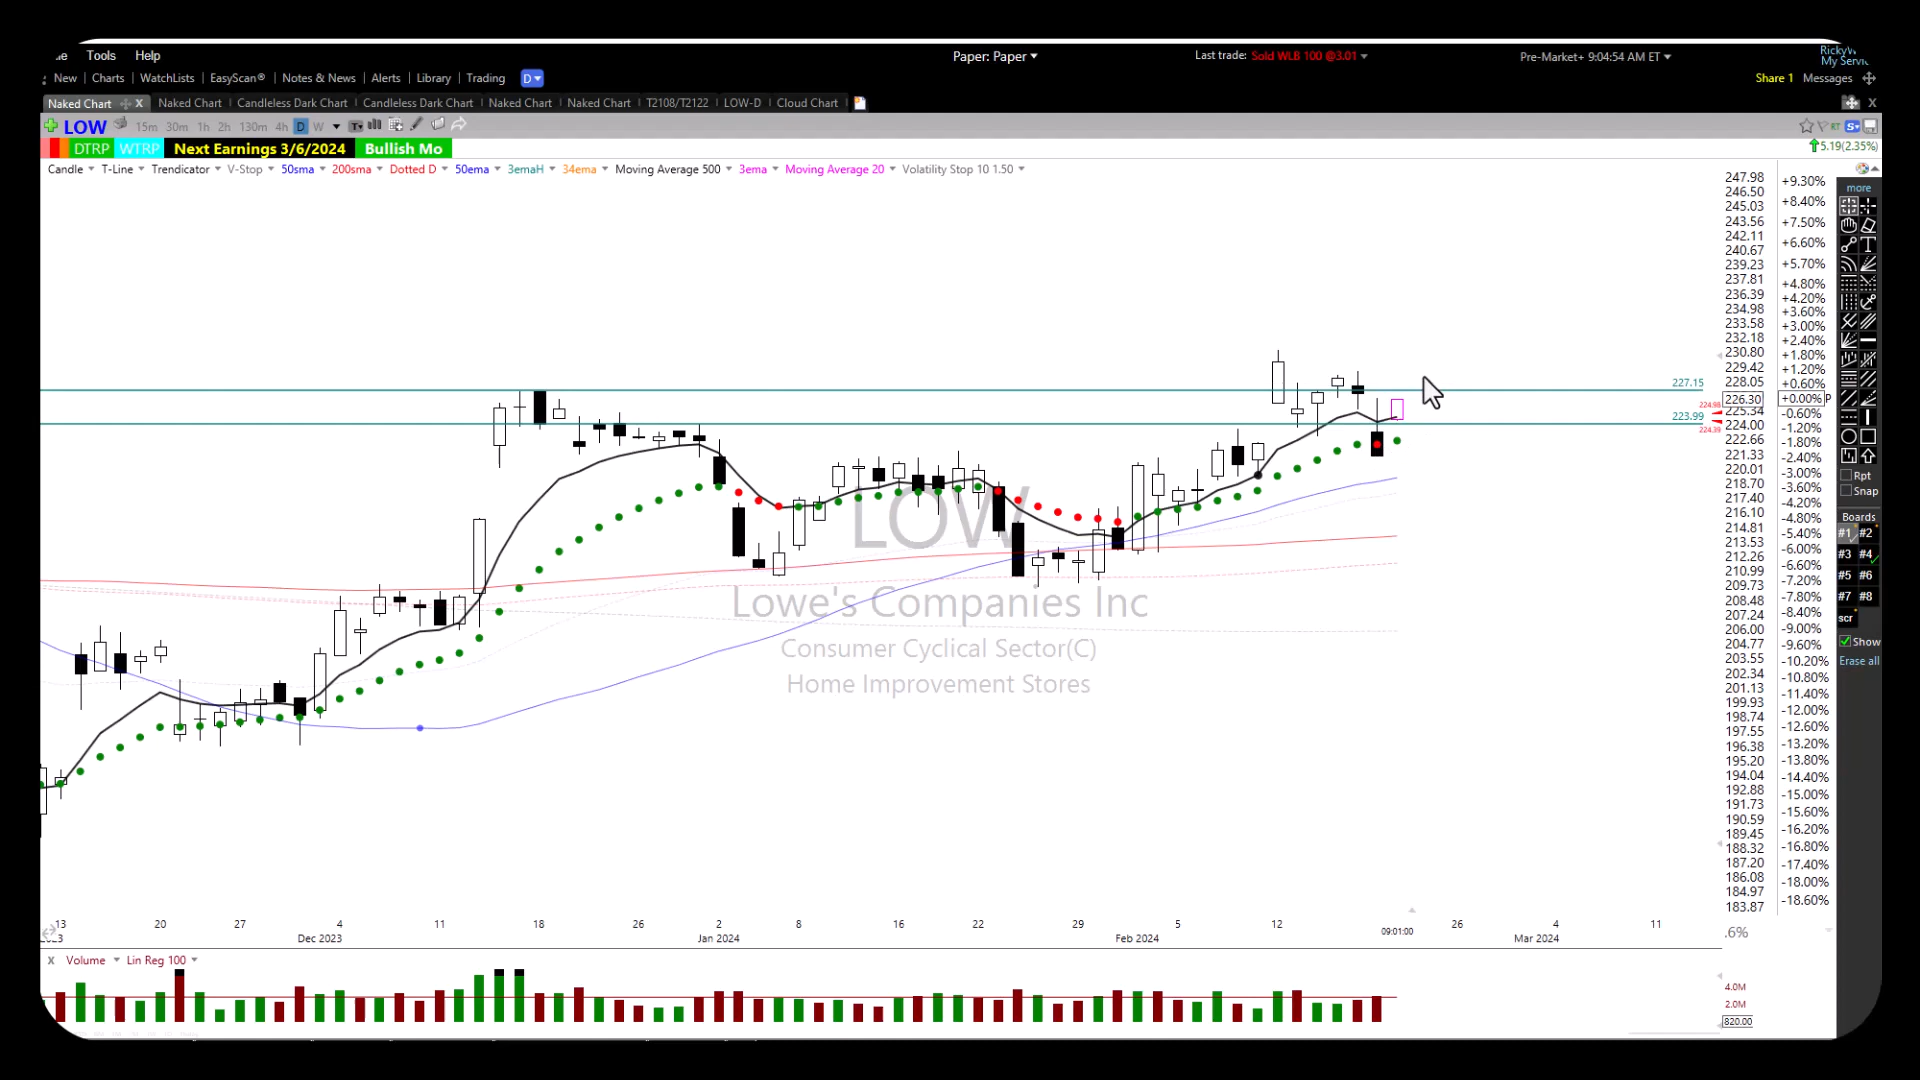 Tools Help Paper: Paper Last trade: Sold WLB 100 @3.01 Pre-Market+ 9:04:54 AM ET
My Servic
New Charts WatchLists EasyScan® Notes & News Alerts Library Trading D Share 1 Messages
Naked Chart X Naked Chart Candleless Dark Chart Candleless Dark Chart Naked Chart Naked Chart T2108/T2122 LOW-D Cloud Chart X
LOW 15m 30m 1h 2h 130m 4h D W RT S
DTRP WTRP Next Earnings 3/6/2024 Bullish Mo 5.19(2.35%)
Candle T-Line Trendicator V-Stop 50sma 200sma Dotted D 50ema 3emaH 34ema Moving Average 500 3ema Moving Average 20 Volatility Stop 10 1.50
247.98 +9.30%
246.50
245.03 +8.40%
243.56 +7.50%
242.11
240.67 +6.60%
239.23 +5.70%
237.81
236.39 +4.80%
234.98 +4.20%
233.58 +3.60%
232.18 +3.00%
230.80 +2.40%
229.42 +1.80%
228.05 +1.20%
+0.60%
226.30 +0.00% P
225.34 -0.60%
224.00 -1.20%
222.66 -1.80%
221.33 -2.40%
220.01 -3.00%
218.70 -3.60%
217.40 -4.20%
216.10 -4.80%
214.81 -5.40%
213.53 -6.00%
212.26 -6.60%
210.99 -7.20%
209.73 -7.80%
208.48 -8.40%
207.24 -9.00%
206.00 -9.60%
204.77 -10.20%
203.55 -10.80%
202.34 -11.40%
201.13 -12.00%
199.93 -12.60%
198.74 -13.20%
197.55 -13.80%
196.38 -14.40%
195.20 -15.00%
194.04 -15.60%
192.88 -16.20%
191.73 -16.80%
190.59 -17.40%
189.45 -18.00%
188.32 -18.60%
187.20
186.08
184.97
183.87
227.15
224.98
223.99
224.39
LOW
Lowe's Companies Inc
Consumer Cyclical Sector(C)
Home Improvement Stores
more
Rpt
Snap
Boards
#1 #2
#3 #4
#5 #6
#7 #8
scr
Show
Erase all
13 20 27 4 11 18 26 2 8 16 22 29 5 12 26 4 11
Dec 2023 Jan 2024 Feb 2024 09:01:00 Mar 2024
.6%
X Volume Lin Reg 100
4.0M
2.0M
820.00